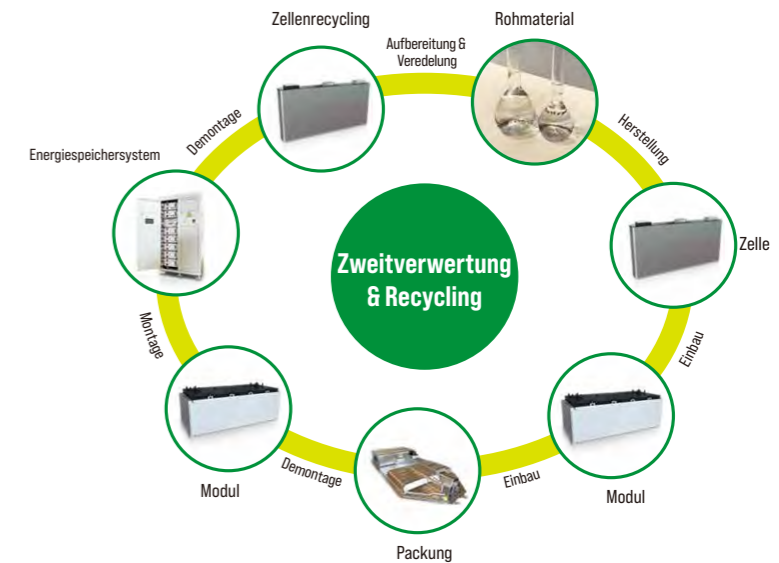 Zellenrecycling
Aufbereitung &
Veredelung
Rohmaterial
Herstellung
Zelle
Einbau
Modul
Einbau
Packung
Demontage
Modul
Montage
Energiespeichersystem
Demontage
Zweitverwertung
& Recycling